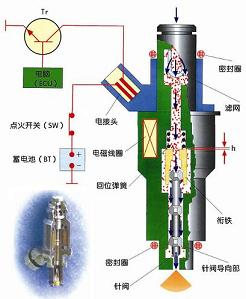 Tr
电脑
(ECU)
点火开关 (SW)
蓄电池 (BT)
电接头
电磁线圈
回位弹簧
密封圈
滤网
h
衔铁
密封圈
针阀
针阀导向部